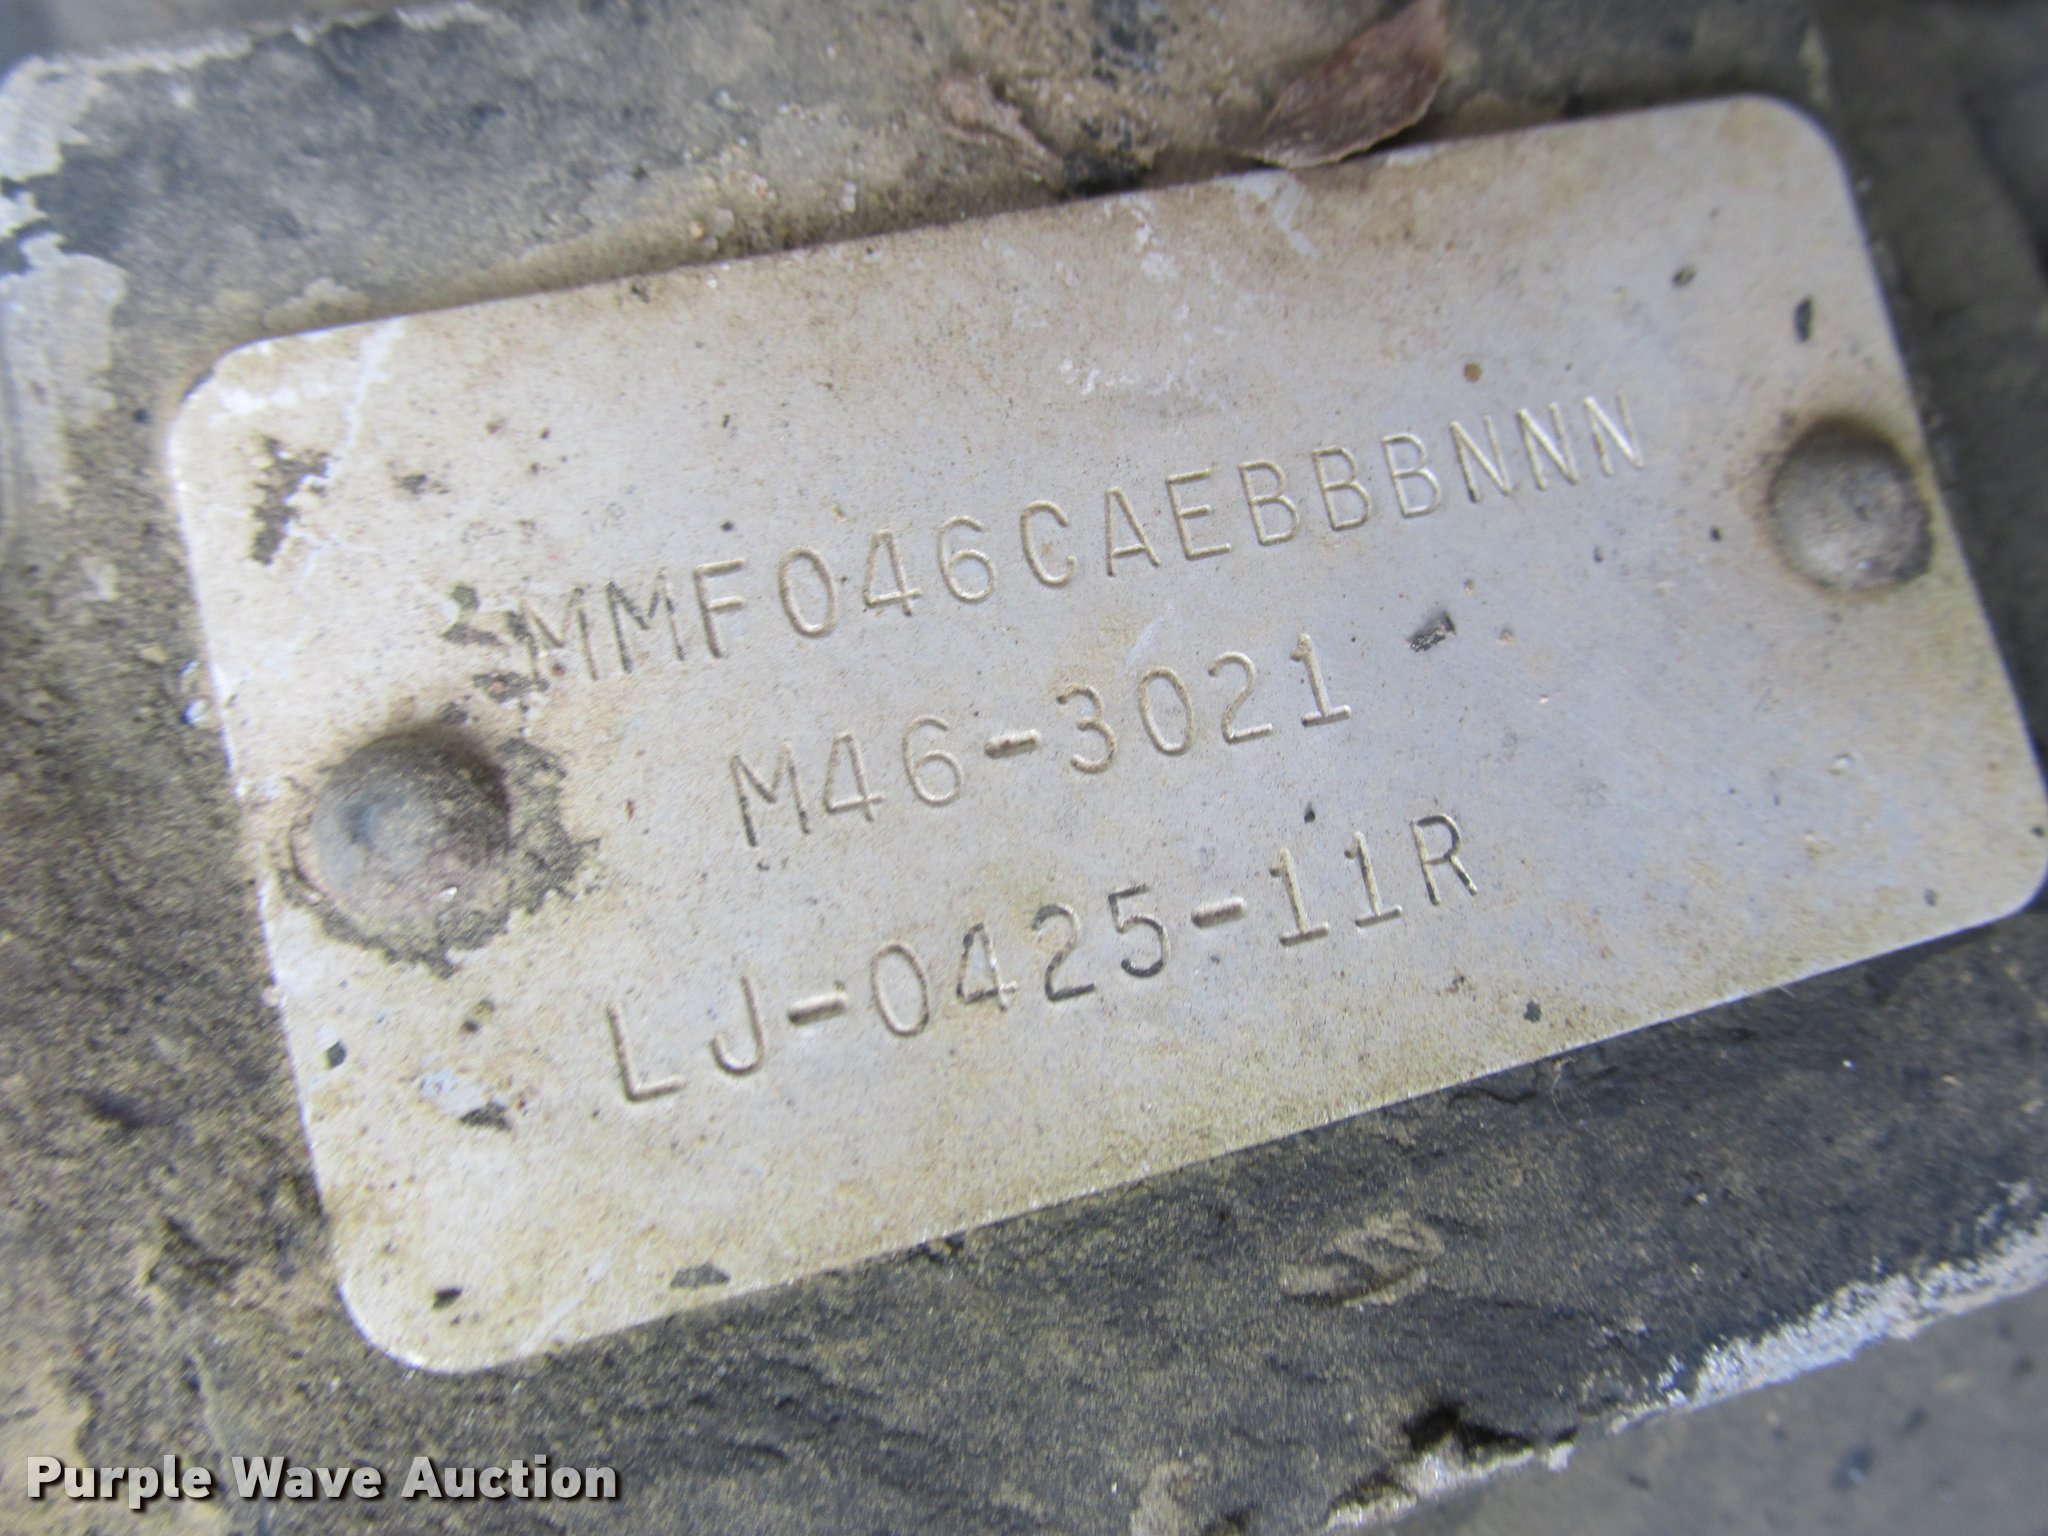 MMF046CAEBBBNNN
M46-3021
LJ-0425-11R
Purple Wave Auction